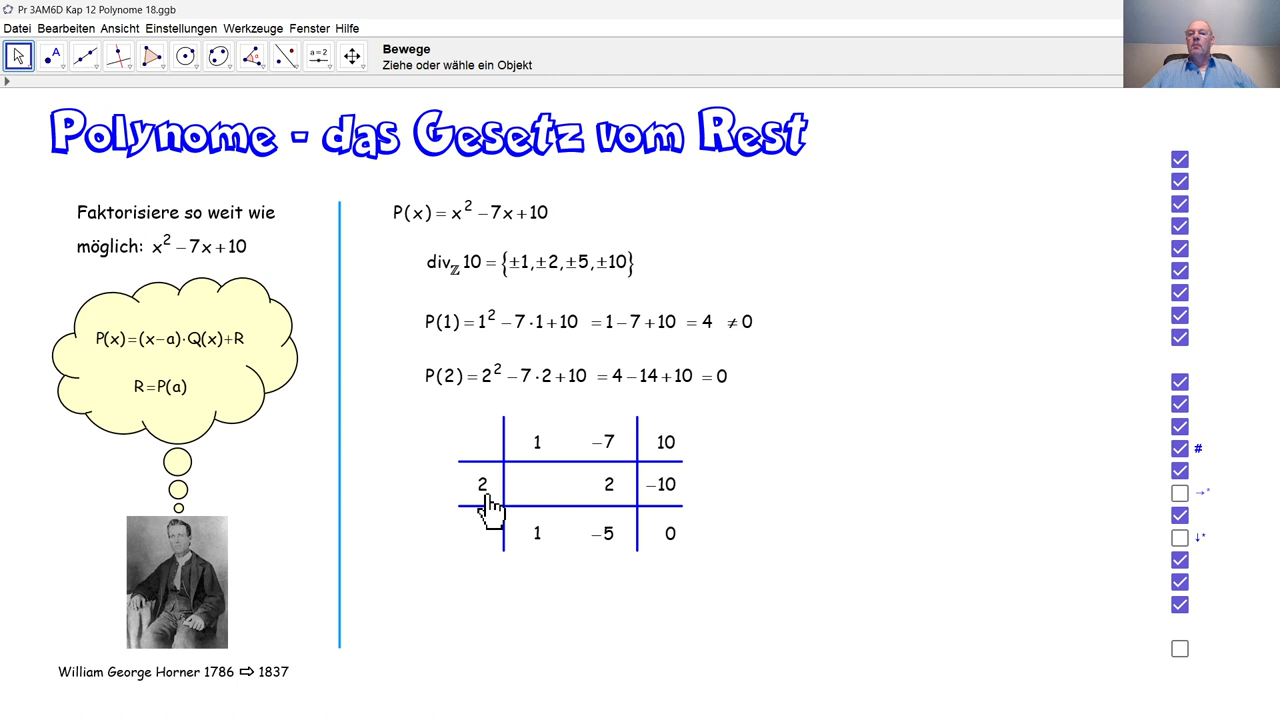 Pr 3AM6D Kap 12 Polynome 18.ggb
Datei Bearbeiten Ansicht Einstellungen Werkzeuge Fenster Hilfe
A
a=2
Bewege
Ziehe oder wähle ein Objekt
Polynome - das Gesetz vom Rest
Faktorisiere so weit wie
möglich: x² − 7x + 10
P(x)=(x−a)·Q(x)+R
R=P(a)
William George Horner 1786 ⇨ 1837
P(x) = x² − 7x + 10
div_ℤ 10 = {±1, ±2, ±5, ±10}
P(1) = 1² − 7 · 1 + 10 = 1 − 7 + 10 = 4 ≠ 0
P(2) = 2² − 7 · 2 + 10 = 4 − 14 + 10 = 0
1 −7 10
2 2 −10
1 −5 0
#
→*
↓*